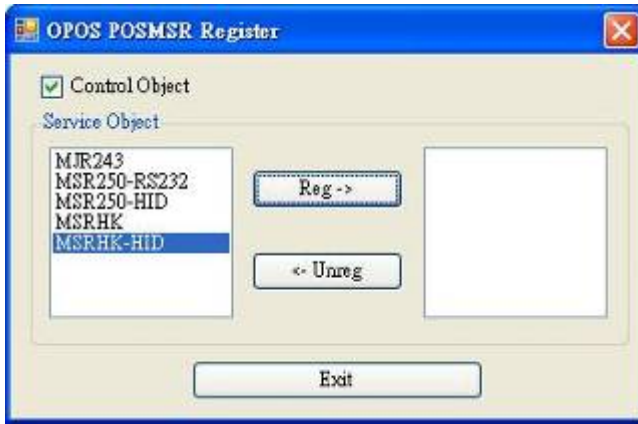 OPOS POSMSR Register
Control Object
Service Object
MJR243
MSR250-RS232
MSR250-HID
MSRHK
MSRHK-HID
Reg ->
<- Unreg
Exit